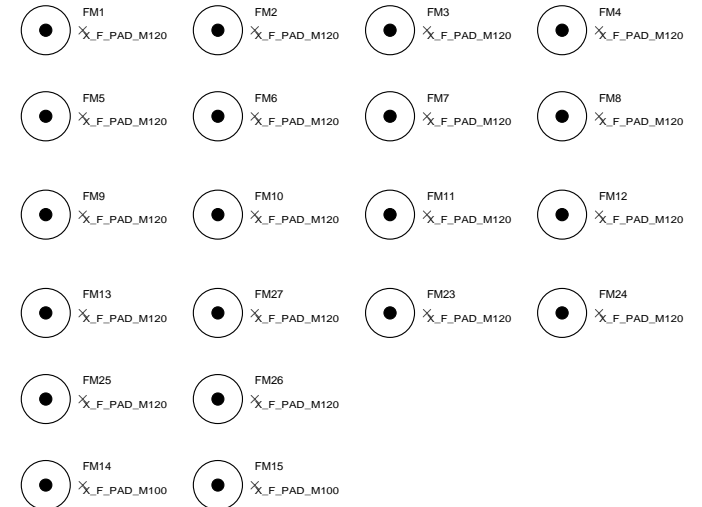 FM1 FM2 FM3 FM4
X_F_PAD_M120 X_F_PAD_M120 X_F_PAD_M120 X_F_PAD_M120
FM5 FM6 FM7 FM8
X_F_PAD_M120 X_F_PAD_M120 X_F_PAD_M120 X_F_PAD_M120
FM9 FM10 FM11 FM12
X_F_PAD_M120 X_F_PAD_M120 X_F_PAD_M120 X_F_PAD_M120
FM13 FM27 FM23 FM24
X_F_PAD_M120 X_F_PAD_M120 X_F_PAD_M120 X_F_PAD_M120
FM25 FM26
X_F_PAD_M120 X_F_PAD_M120
FM14 FM15
X_F_PAD_M100 X_F_PAD_M100